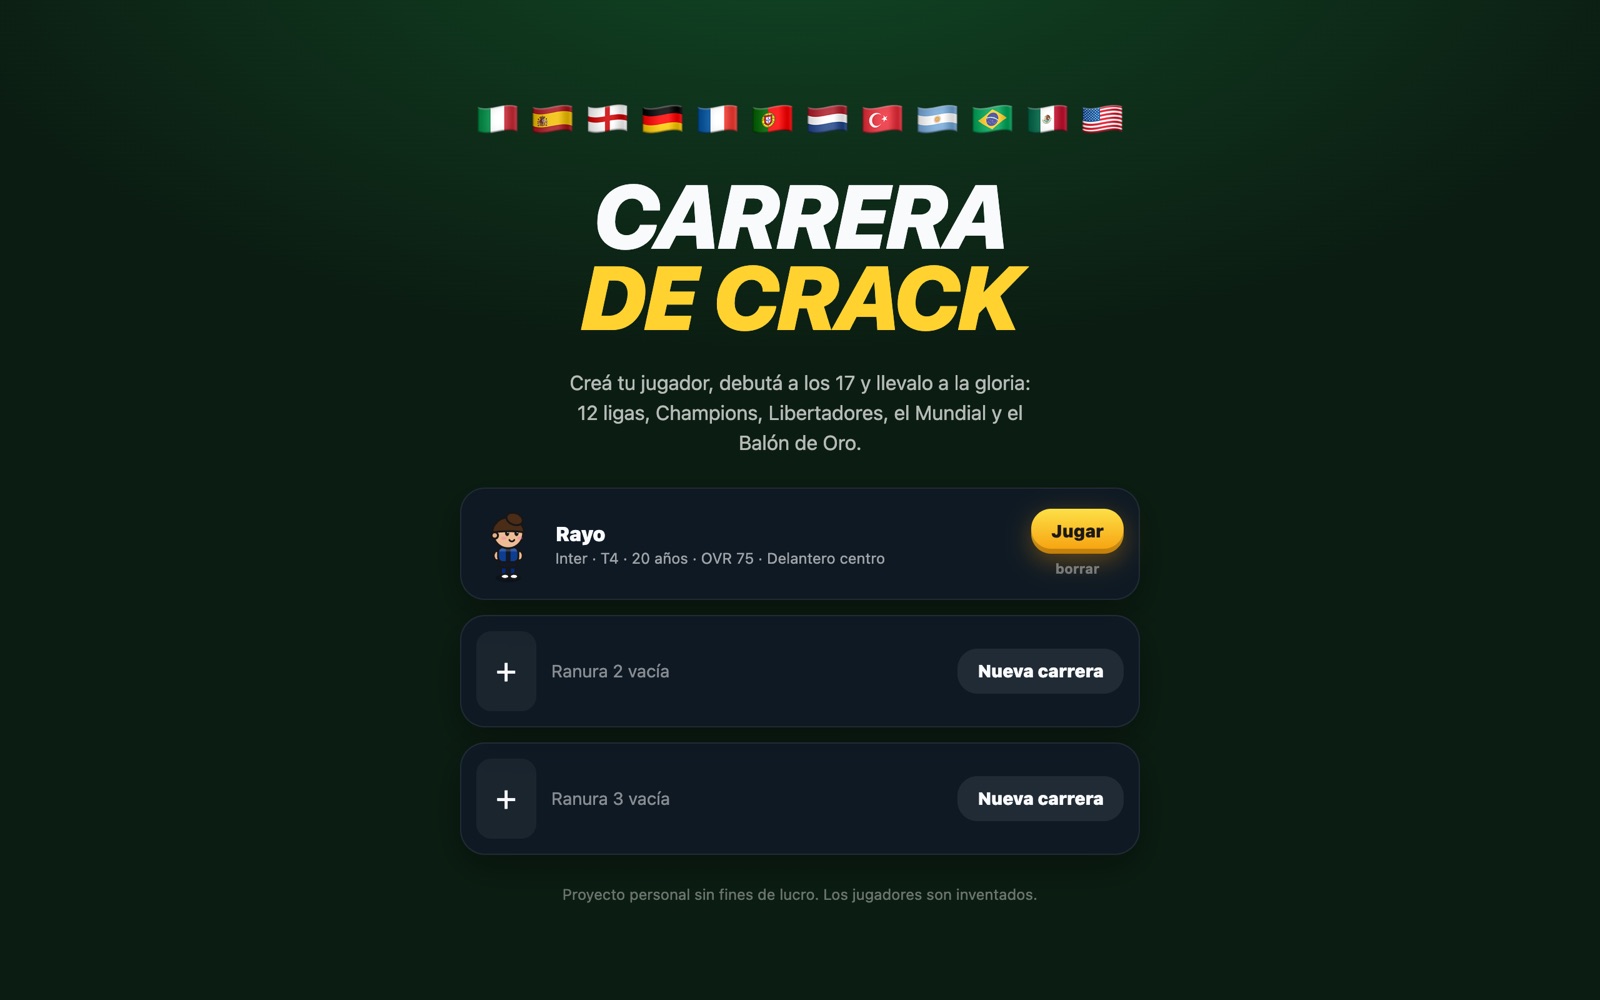 CARRERA
DE CRACK
Creá tu jugador, debutá a los 17 y llevalo a la gloria:
12 ligas, Champions, Libertadores, el Mundial y el
Balón de Oro.
Rayo
Inter · T4 · 20 años · OVR 75 · Delantero centro
Jugar
borrar
+
Ranura 2 vacía
Nueva carrera
+
Ranura 3 vacía
Nueva carrera
Proyecto personal sin fines de lucro. Los jugadores son inventados.